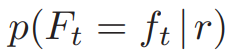 p(F_t = f_t | r)